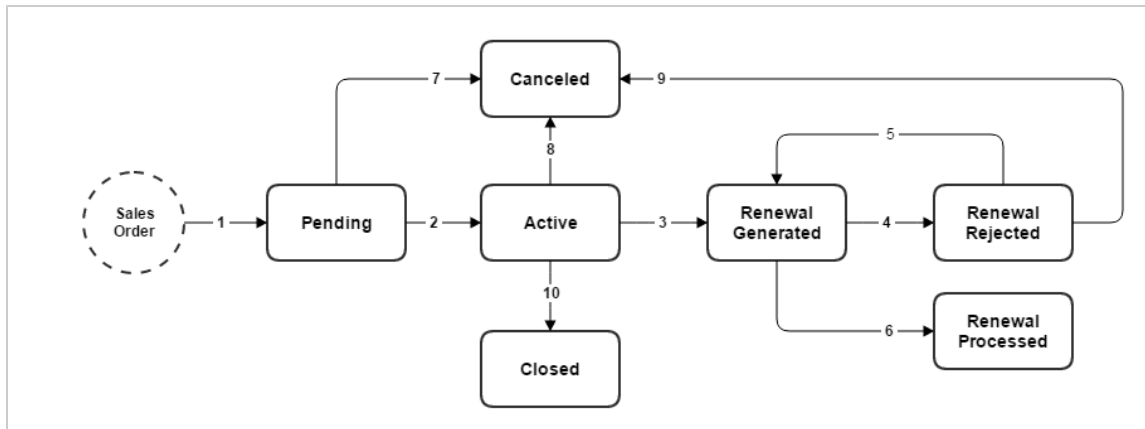 7
Canceled
9
8
5
Sales
Order
1
Pending
2
Active
3
Renewal
Generated
4
Renewal
Rejected
10
6
Renewal
Processed
Closed